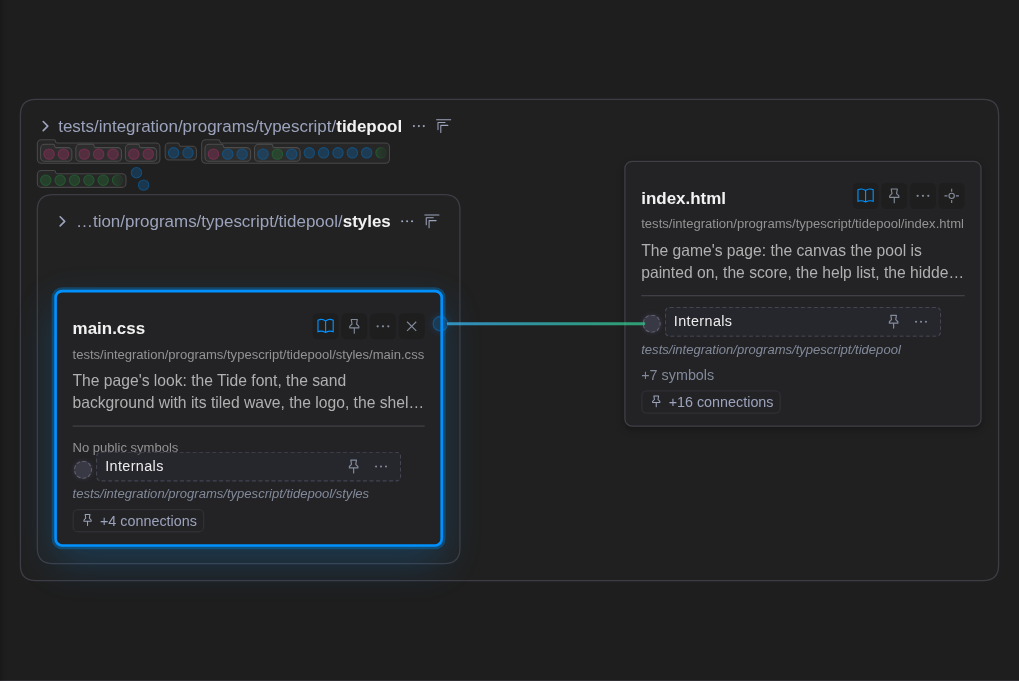 tests/integration/programs/typescript/tidepool
…tion/programs/typescript/tidepool/styles
main.css
tests/integration/programs/typescript/tidepool/styles/main.css
The page's look: the Tide font, the sand
background with its tiled wave, the logo, the shel…
No public symbols
Internals
tests/integration/programs/typescript/tidepool/styles
+4 connections
index.html
tests/integration/programs/typescript/tidepool/index.html
The game's page: the canvas the pool is
painted on, the score, the help list, the hidde…
Internals
tests/integration/programs/typescript/tidepool
+7 symbols
+16 connections